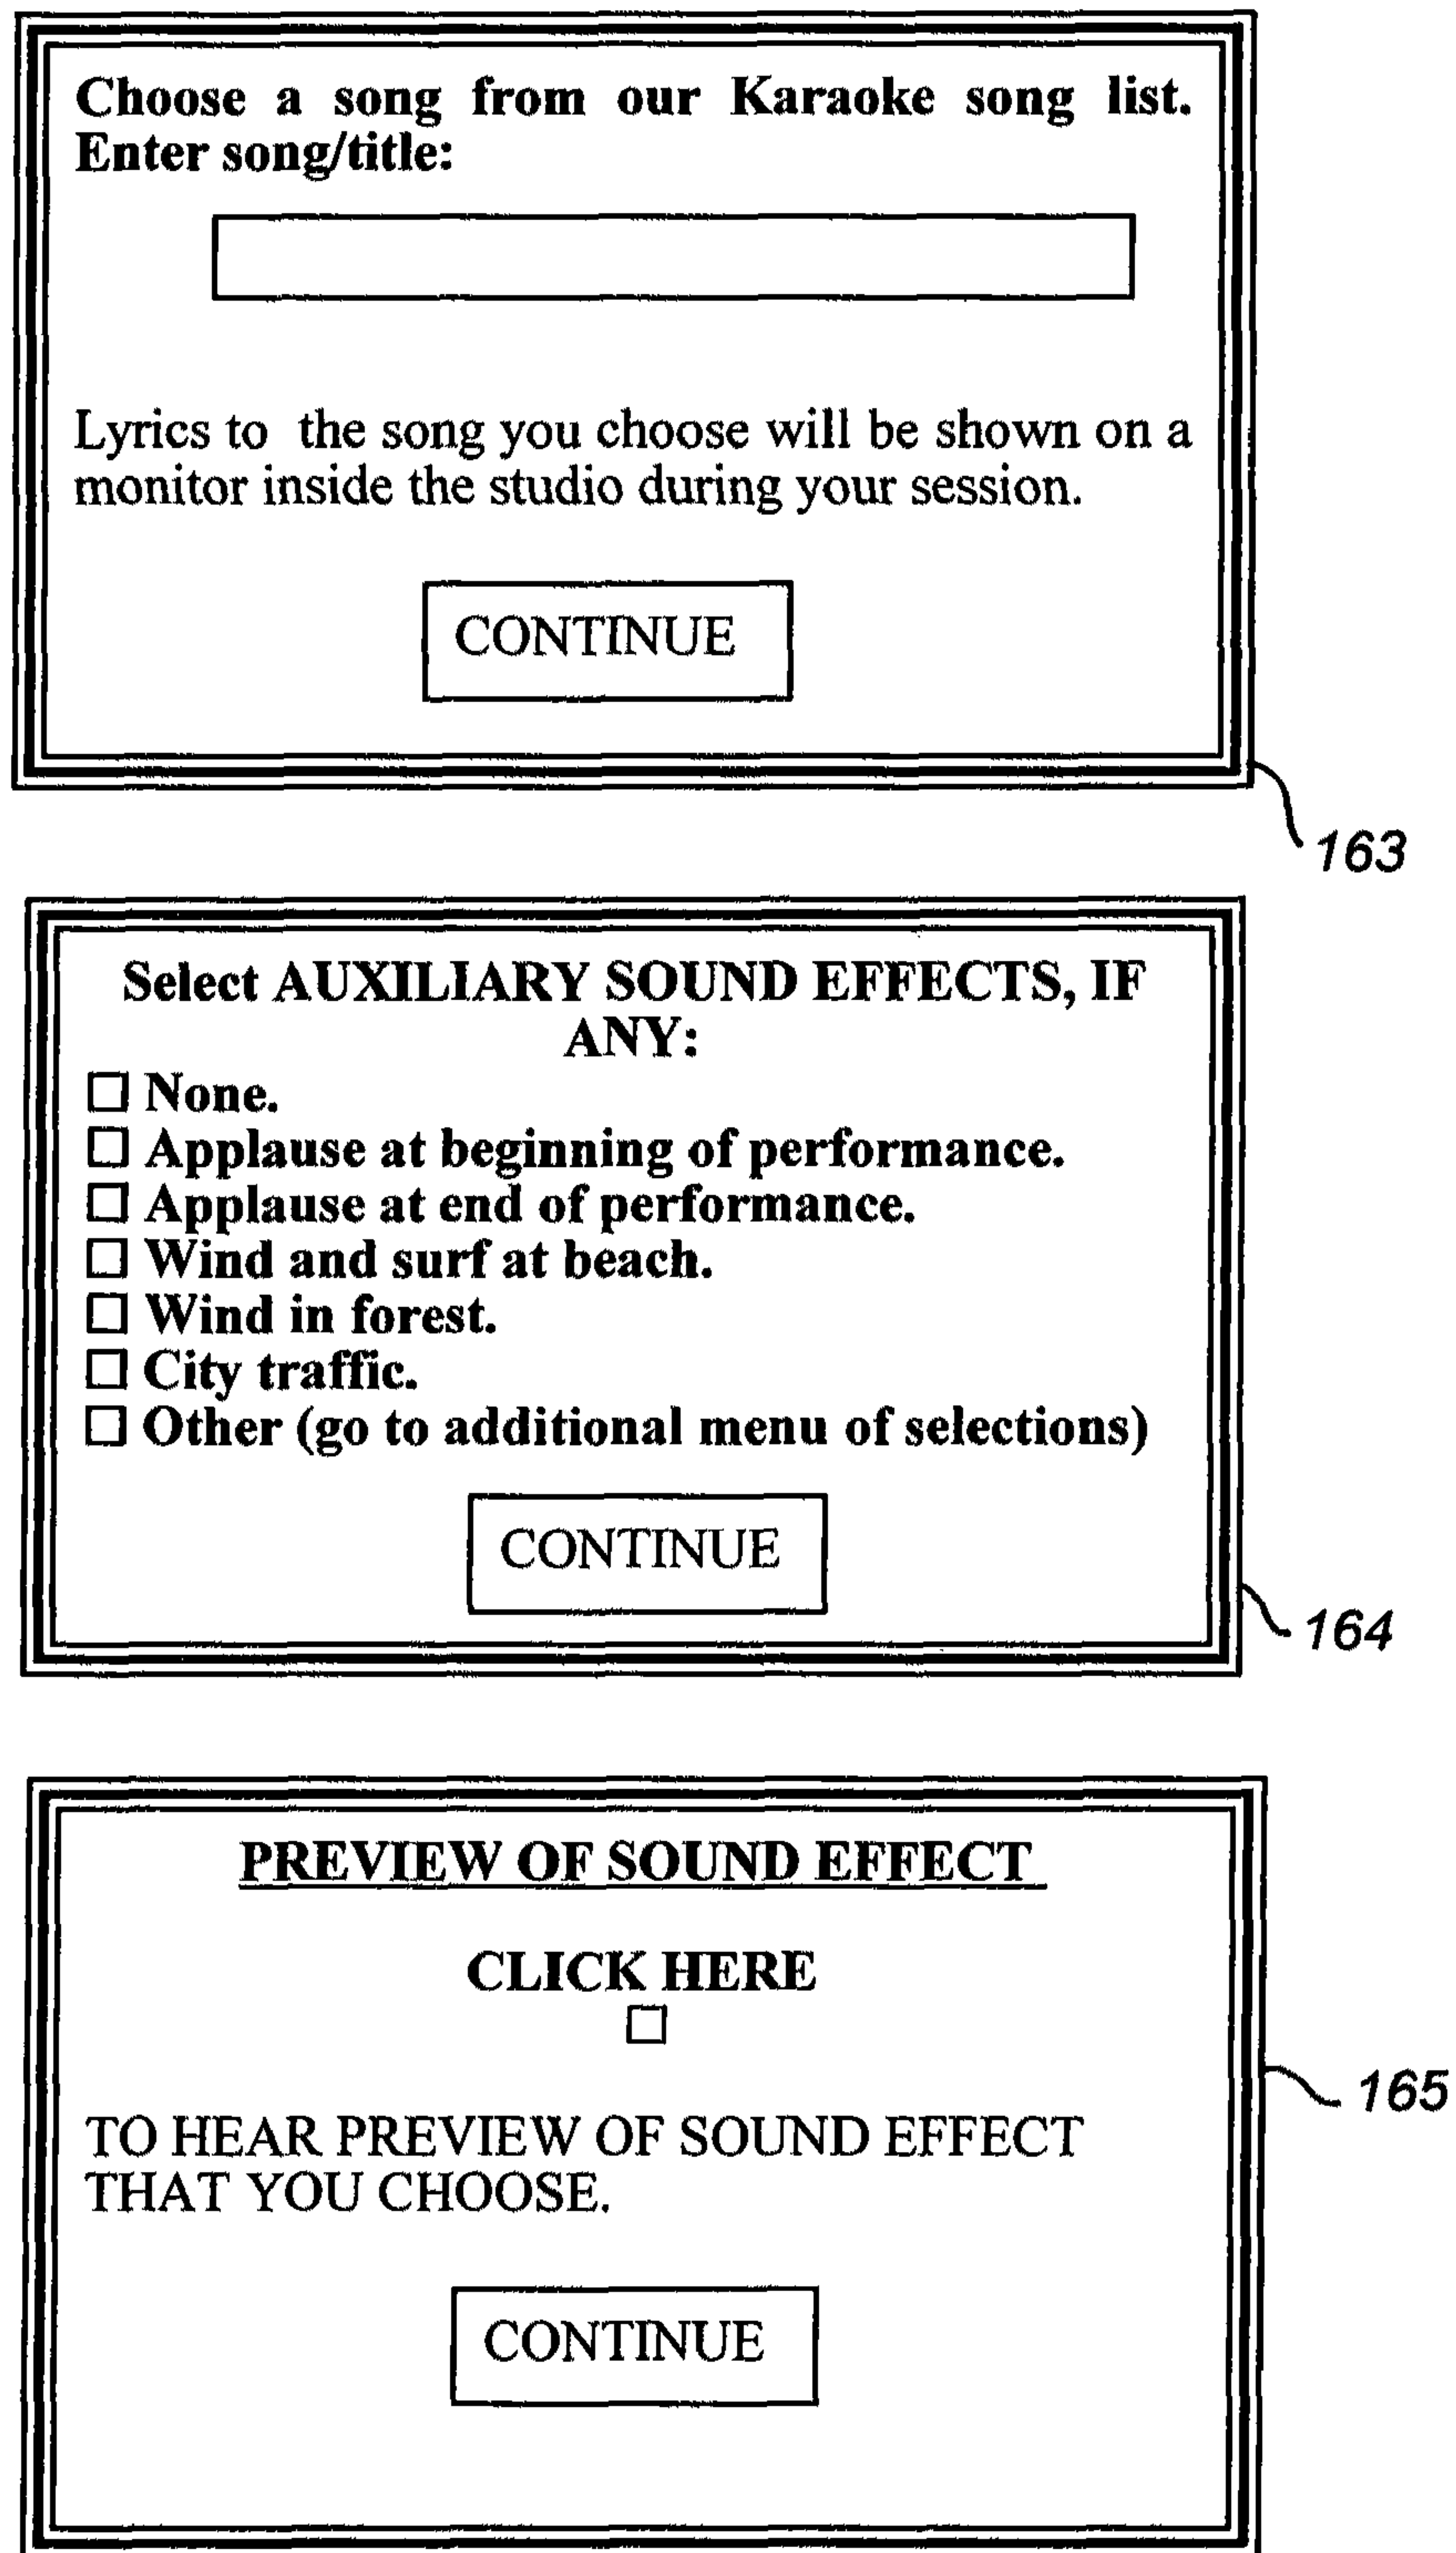 Choose a song from our Karaoke song list.
Enter song/title:
Lyrics to the song you choose will be shown on a
monitor inside the studio during your session.
CONTINUE
163
Select AUXILIARY SOUND EFFECTS, IF
ANY:
☐ None.
☐ Applause at beginning of performance.
☐ Applause at end of performance.
☐ Wind and surf at beach.
☐ Wind in forest.
☐ City traffic.
☐ Other (go to additional menu of selections)
CONTINUE
164
PREVIEW OF SOUND EFFECT
CLICK HERE
☐
165
TO HEAR PREVIEW OF SOUND EFFECT
THAT YOU CHOOSE.
CONTINUE